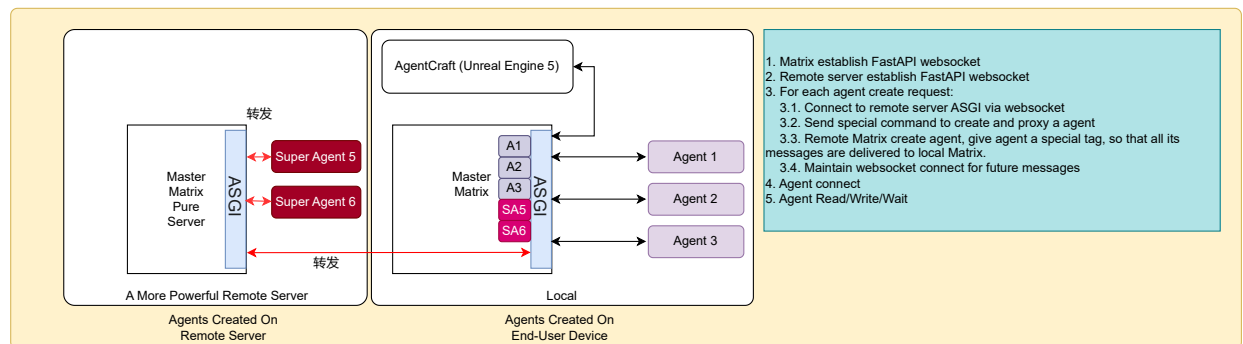 转发
Master
Matrix
Pure
Server
ASGI
Super Agent 5
Super Agent 6
A More Powerful Remote Server
Agents Created On
Remote Server
AgentCraft (Unreal Engine 5)
Master
Matrix
A1
A2
A3
SA5
SA6
ASGI
Agent 1
Agent 2
Agent 3
转发
Local
Agents Created On
End-User Device
1. Matrix establish FastAPI websocket
2. Remote server establish FastAPI websocket
3. For each agent create request:
3.1. Connect to remote server ASGI via websocket
3.2. Send special command to create and proxy a agent
3.3. Remote Matrix create agent, give agent a special tag, so that all its
messages are delivered to local Matrix.
3.4. Maintain websocket connect for future messages
4. Agent connect
5. Agent Read/Write/Wait